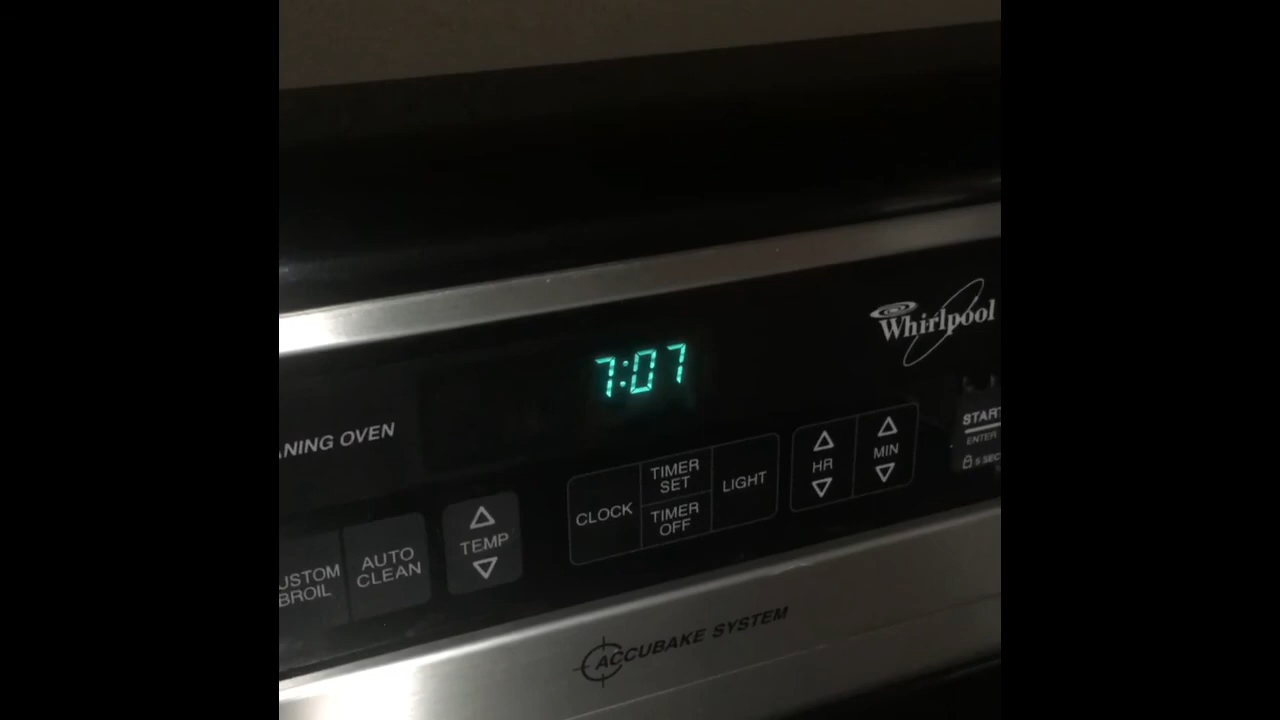 Whirlpool
7:07
NING OVEN
START
ENTER
5 SEC
TIMER
SET
LIGHT
HR
MIN
CLOCK
TIMER
OFF
TEMP
AUTO
CLEAN
USTOM
BROIL
ACCUBAKE SYSTEM